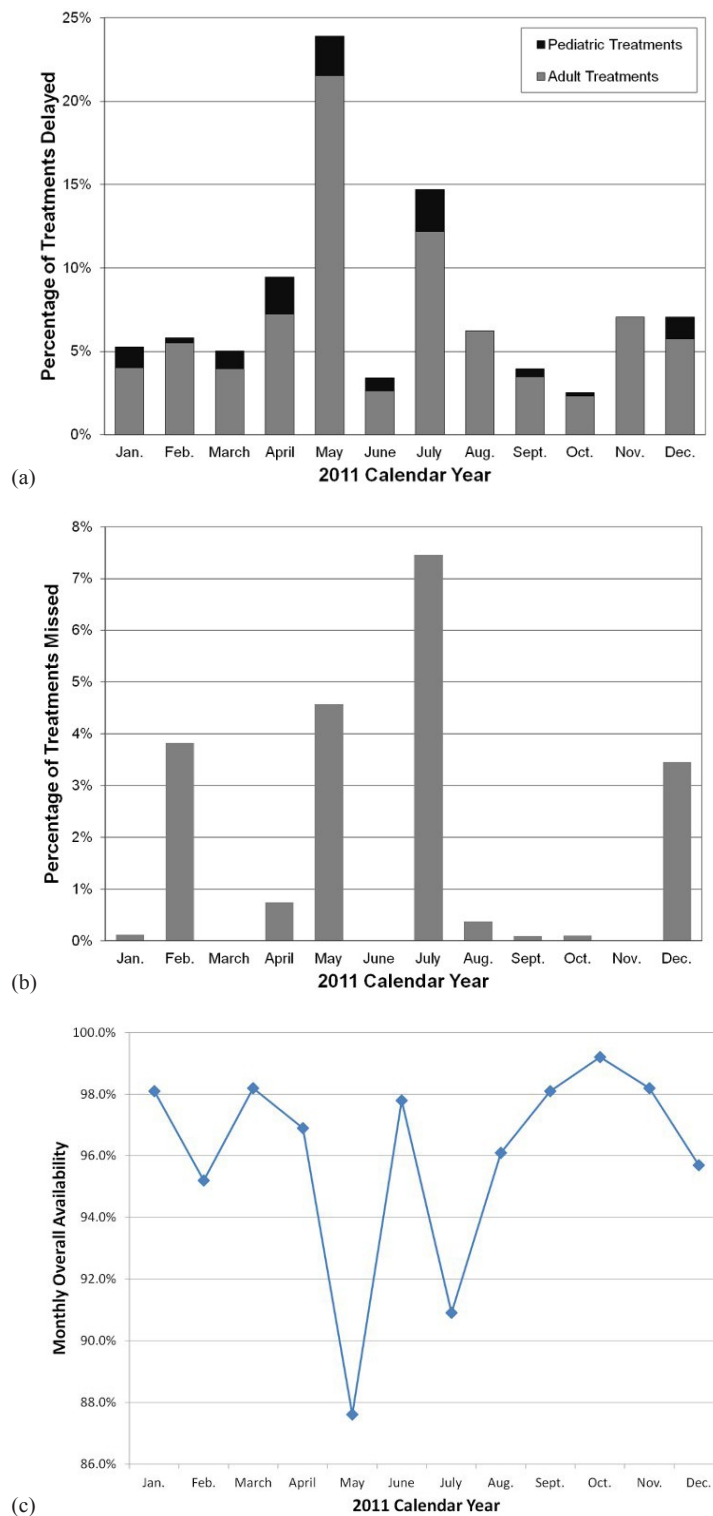 25%
20%
15%
10%
5%
0%
Percentage of Treatments Delayed
Pediatric Treatments
Adult Treatments
Jan. Feb. March April May June July Aug. Sept. Oct. Nov. Dec.
2011 Calendar Year
(a)
8%
7%
6%
5%
4%
3%
2%
1%
0%
Percentage of Treatments Missed
Jan. Feb. March April May June July Aug. Sept. Oct. Nov. Dec.
2011 Calendar Year
(b)
100.0%
98.0%
96.0%
94.0%
92.0%
90.0%
88.0%
86.0%
Monthly Overall Availability
Jan. Feb. March April May June July Aug. Sept. Oct. Nov. Dec.
2011 Calendar Year
(c)